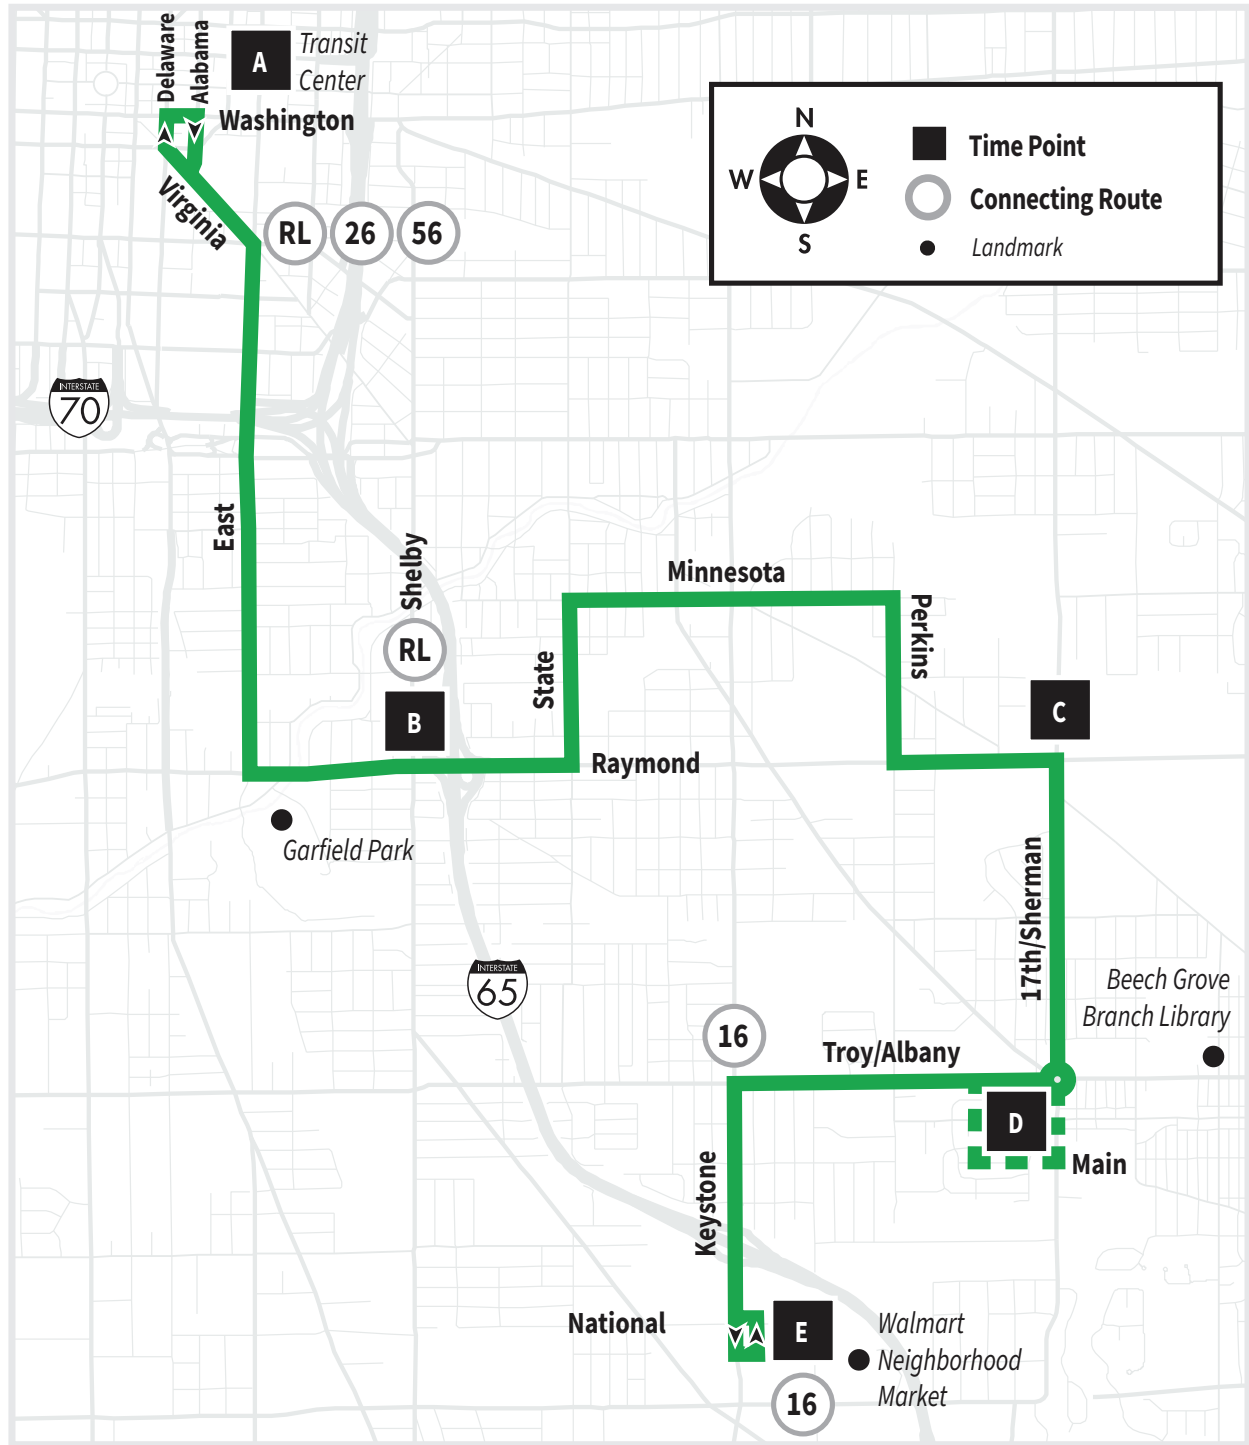 Delaware
Alabama
A
Transit
Center
Washington
Virginia
RL
26
56
N
W
E
S
Time Point
Connecting Route
Landmark
INTERSTATE
70
East
Shelby
RL
B
Minnesota
State
Perkins
C
Raymond
Garfield Park
17th/Sherman
INTERSTATE
65
Beech Grove
Branch Library
16
Troy/Albany
D
Main
Keystone
National
E
Walmart
Neighborhood
Market
16